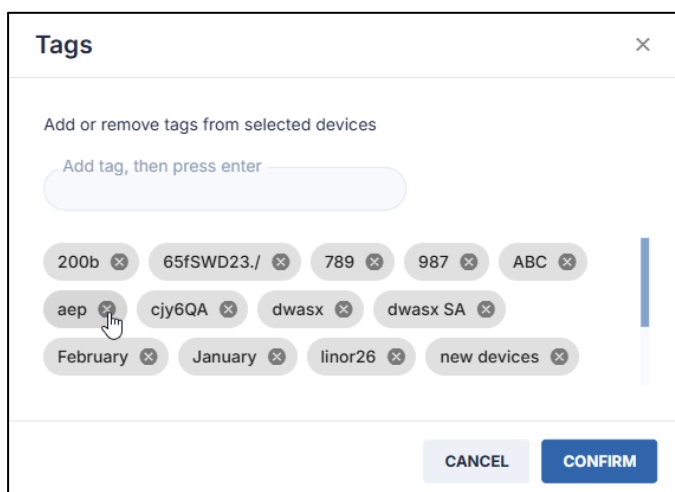 Tags
Add or remove tags from selected devices
Add tag, then press enter
200b 65fSWD23./ 789 987 ABC
aep cjy6QA dwasx dwasx SA
February January linor26 new devices
CANCEL CONFIRM